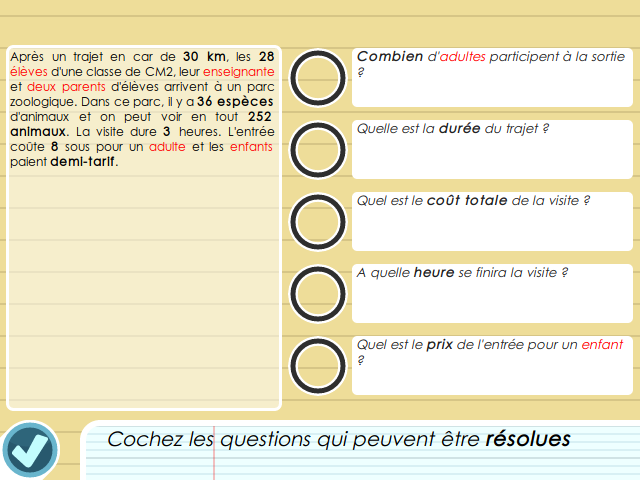 Après un trajet en car de 30 km, les 28
élèves d'une classe de CM2, leur enseignante
et deux parents d'élèves arrivent à un parc
zoologique. Dans ce parc, il y a 36 espèces
d'animaux et on peut voir en tout 252
animaux. La visite dure 3 heures. L'entrée
coûte 8 sous pour un adulte et les enfants
paient demi-tarif.
Combien d'adultes participent à la sortie
?
Quelle est la durée du trajet ?
Quel est le coût totale de la visite ?
A quelle heure se finira la visite ?
Quel est le prix de l'entrée pour un enfant
?
Cochez les questions qui peuvent être résolues